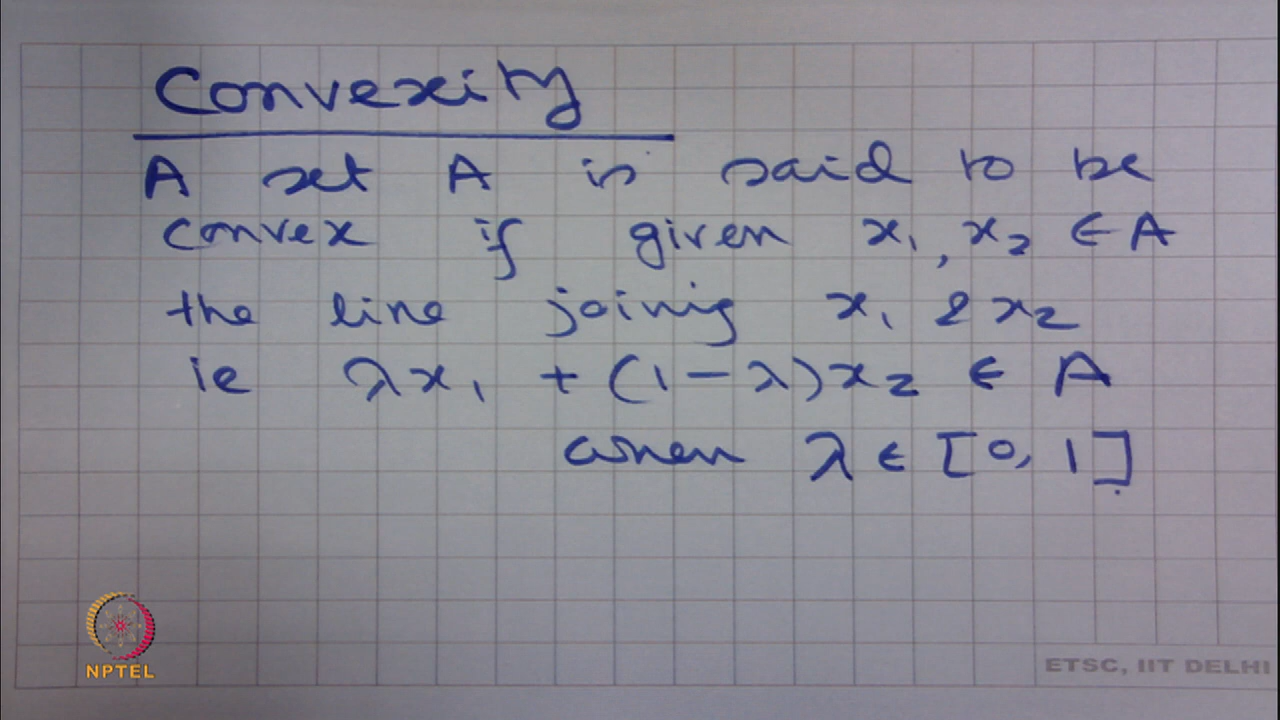 Convexity
A set A is said to be
convex if given x₁, x₂ ∈ A
the line joining x₁ & x₂
ie λx₁ + (1-λ)x₂ ∈ A
when λ ∈ [0, 1]
NPTEL
ETSC, IIT DELHI